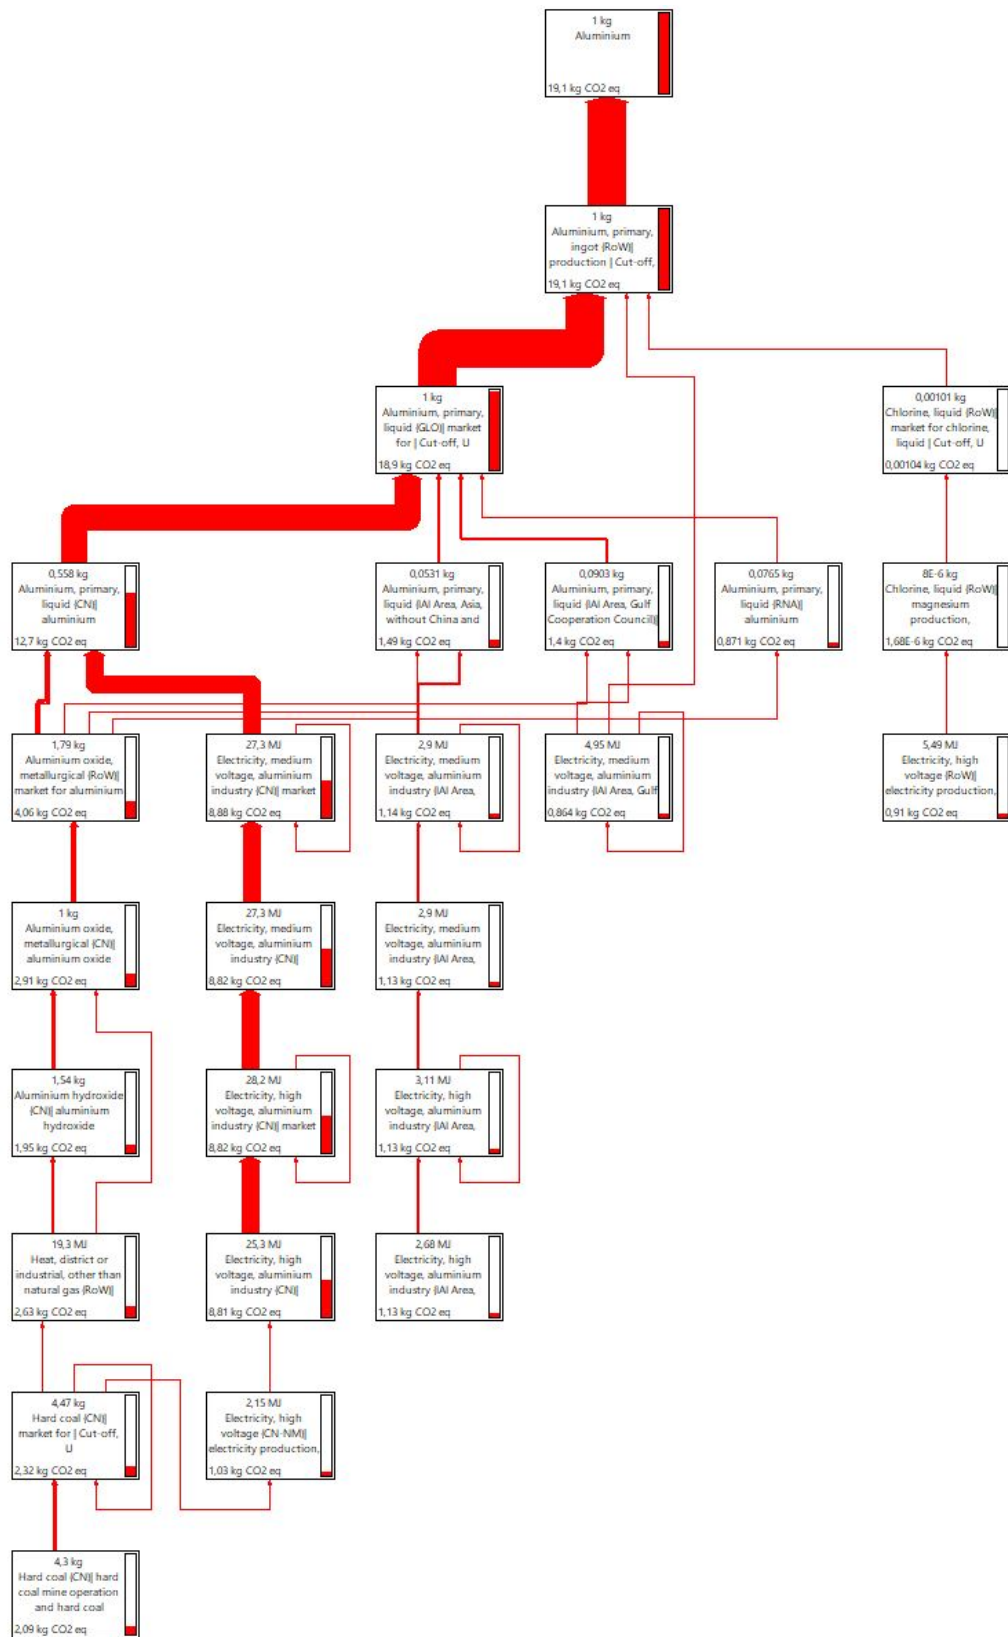 1 kg
Aluminium
19,1 kg CO2 eq
1 kg
Aluminium, primary,
ingot {RoW}|
production | Cut-off,
19,1 kg CO2 eq
1 kg
Aluminium, primary,
liquid {GLO}| market
for | Cut-off, U
18,9 kg CO2 eq
0,00101 kg
Chlorine, liquid {RoW}|
market for chlorine,
liquid | Cut-off, U
0,00104 kg CO2 eq
0,558 kg
Aluminium, primary,
liquid {CN}|
aluminium
12,7 kg CO2 eq
0,0531 kg
Aluminium, primary,
liquid {IAI Area, Asia,
without China and
1,49 kg CO2 eq
0,0903 kg
Aluminium, primary,
liquid {IAI Area, Gulf
Cooperation Council}|
1,4 kg CO2 eq
0,0765 kg
Aluminium, primary,
liquid {RNA}|
aluminium
0,871 kg CO2 eq
8E-6 kg
Chlorine, liquid {RoW}|
magnesium
production,
1,68E-6 kg CO2 eq
1,79 kg
Aluminium oxide,
metallurgical {RoW}|
market for aluminium
4,06 kg CO2 eq
27,3 MJ
Electricity, medium
voltage, aluminium
industry {CN}| market
8,88 kg CO2 eq
2,9 MJ
Electricity, medium
voltage, aluminium
industry {IAI Area,
1,14 kg CO2 eq
4,95 MJ
Electricity, medium
voltage, aluminium
industry {IAI Area, Gulf
0,864 kg CO2 eq
5,49 MJ
Electricity, high
voltage {RoW}|
electricity production,
0,91 kg CO2 eq
1 kg
Aluminium oxide,
metallurgical {CN}|
aluminium oxide
2,91 kg CO2 eq
27,3 MJ
Electricity, medium
voltage, aluminium
industry {CN}|
8,82 kg CO2 eq
2,9 MJ
Electricity, medium
voltage, aluminium
industry {IAI Area,
1,13 kg CO2 eq
1,54 kg
Aluminium hydroxide
{CN}| aluminium
hydroxide
1,95 kg CO2 eq
28,2 MJ
Electricity, high
voltage, aluminium
industry {CN}| market
8,82 kg CO2 eq
3,11 MJ
Electricity, high
voltage, aluminium
industry {IAI Area,
1,13 kg CO2 eq
19,3 MJ
Heat, district or
industrial, other than
natural gas {RoW}|
2,63 kg CO2 eq
25,3 MJ
Electricity, high
voltage, aluminium
industry {CN}|
8,81 kg CO2 eq
2,68 MJ
Electricity, high
voltage, aluminium
industry {IAI Area,
1,13 kg CO2 eq
4,47 kg
Hard coal {CN}|
market for | Cut-off,
U
2,32 kg CO2 eq
2,15 MJ
Electricity, high
voltage {CN-NM}|
electricity production,
1,03 kg CO2 eq
4,3 kg
Hard coal {CN}| hard
coal mine operation
and hard coal
2,09 kg CO2 eq